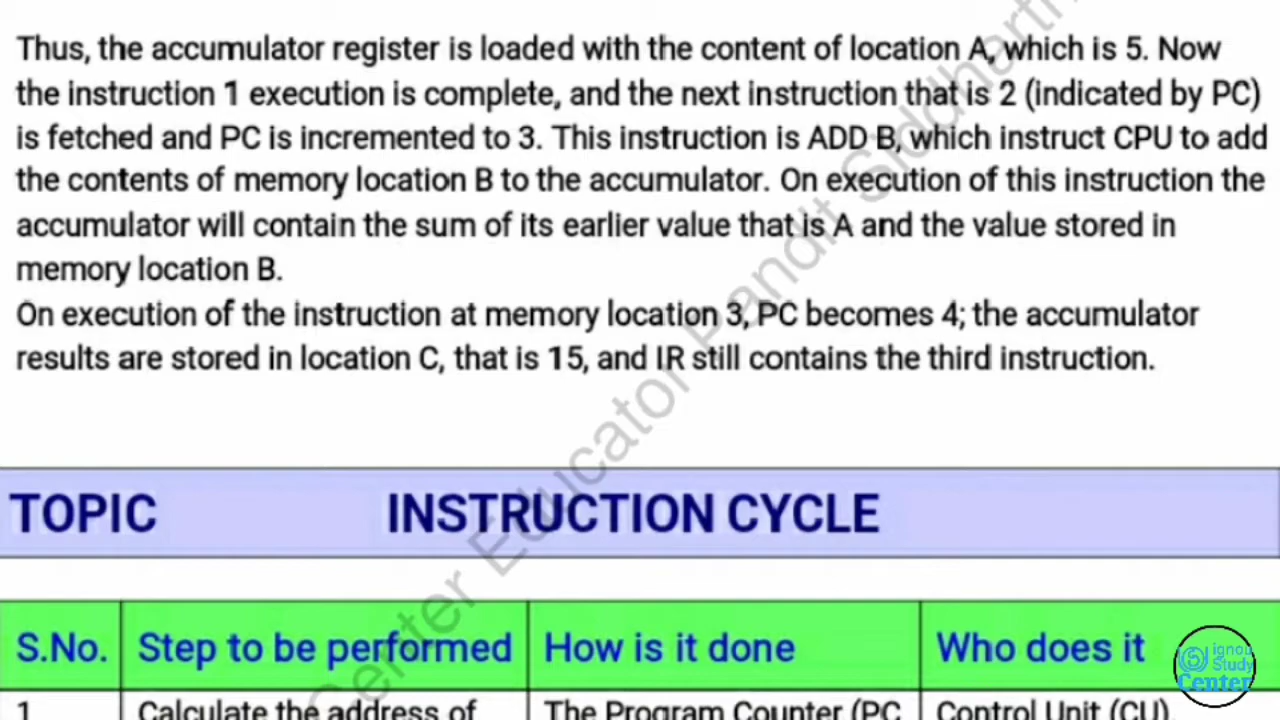 Thus, the accumulator register is loaded with the content of location A, which is 5. Now
the instruction 1 execution is complete, and the next instruction that is 2 (indicated by PC)
is fetched and PC is incremented to 3. This instruction is ADD B, which instruct CPU to add
the contents of memory location B to the accumulator. On execution of this instruction the
accumulator will contain the sum of its earlier value that is A and the value stored in
memory location B.
On execution of the instruction at memory location 3, PC becomes 4; the accumulator
results are stored in location C, that is 15, and IR still contains the third instruction.
Center Educator Pandit Siddharth
TOPIC INSTRUCTION CYCLE
S.No. Step to be performed How is it done Who does it
ignou
Study
Center
1 Calculate the address of The Program Counter (PC Control Unit (CU)